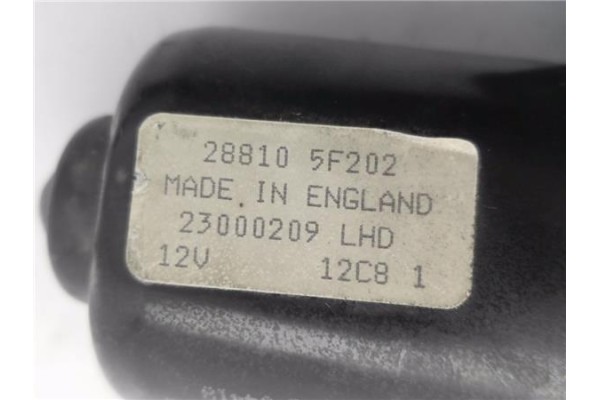 28810 5F202
MADE IN ENGLAND
23000209 LHD
12V 12C8 1